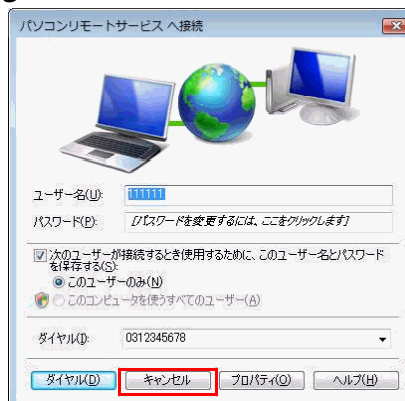 パソコンリモートサービス へ接続
ユーザー名(U): 111111
パスワード(P): [パスワードを変更するには、ここをクリックします]
次のユーザーが接続するとき使用するために、このユーザー名とパスワード
を保存する(S):
このユーザーのみ(N)
このコンピュータを使うすべてのユーザー(A)
ダイヤル(I): 0312345678
ダイヤル(D) キャンセル プロパティ(O) ヘルプ(H)